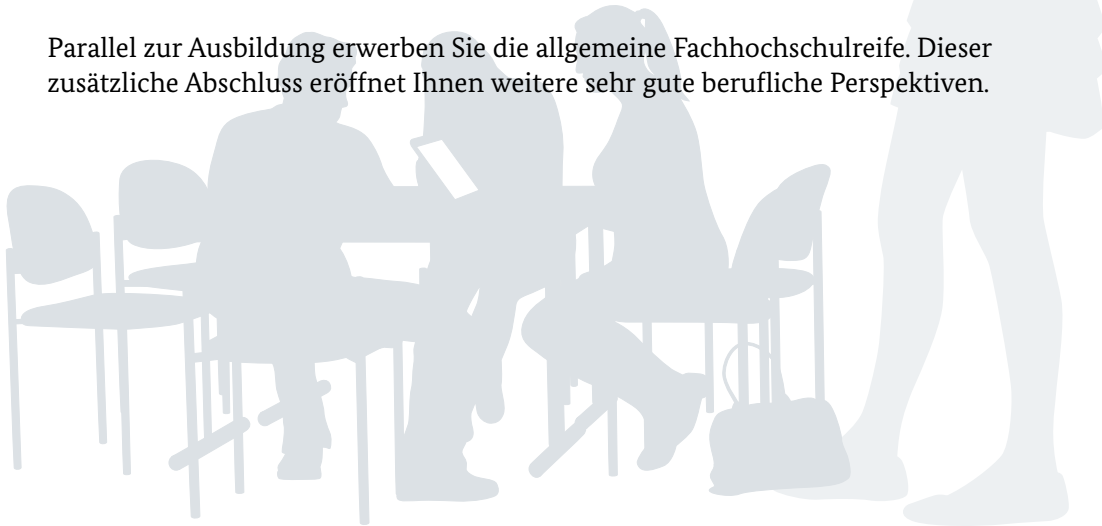 Parallel zur Ausbildung erwerben Sie die allgemeine Fachhochschulreife. Dieser
zusätzliche Abschluss eröffnet Ihnen weitere sehr gute berufliche Perspektiven.